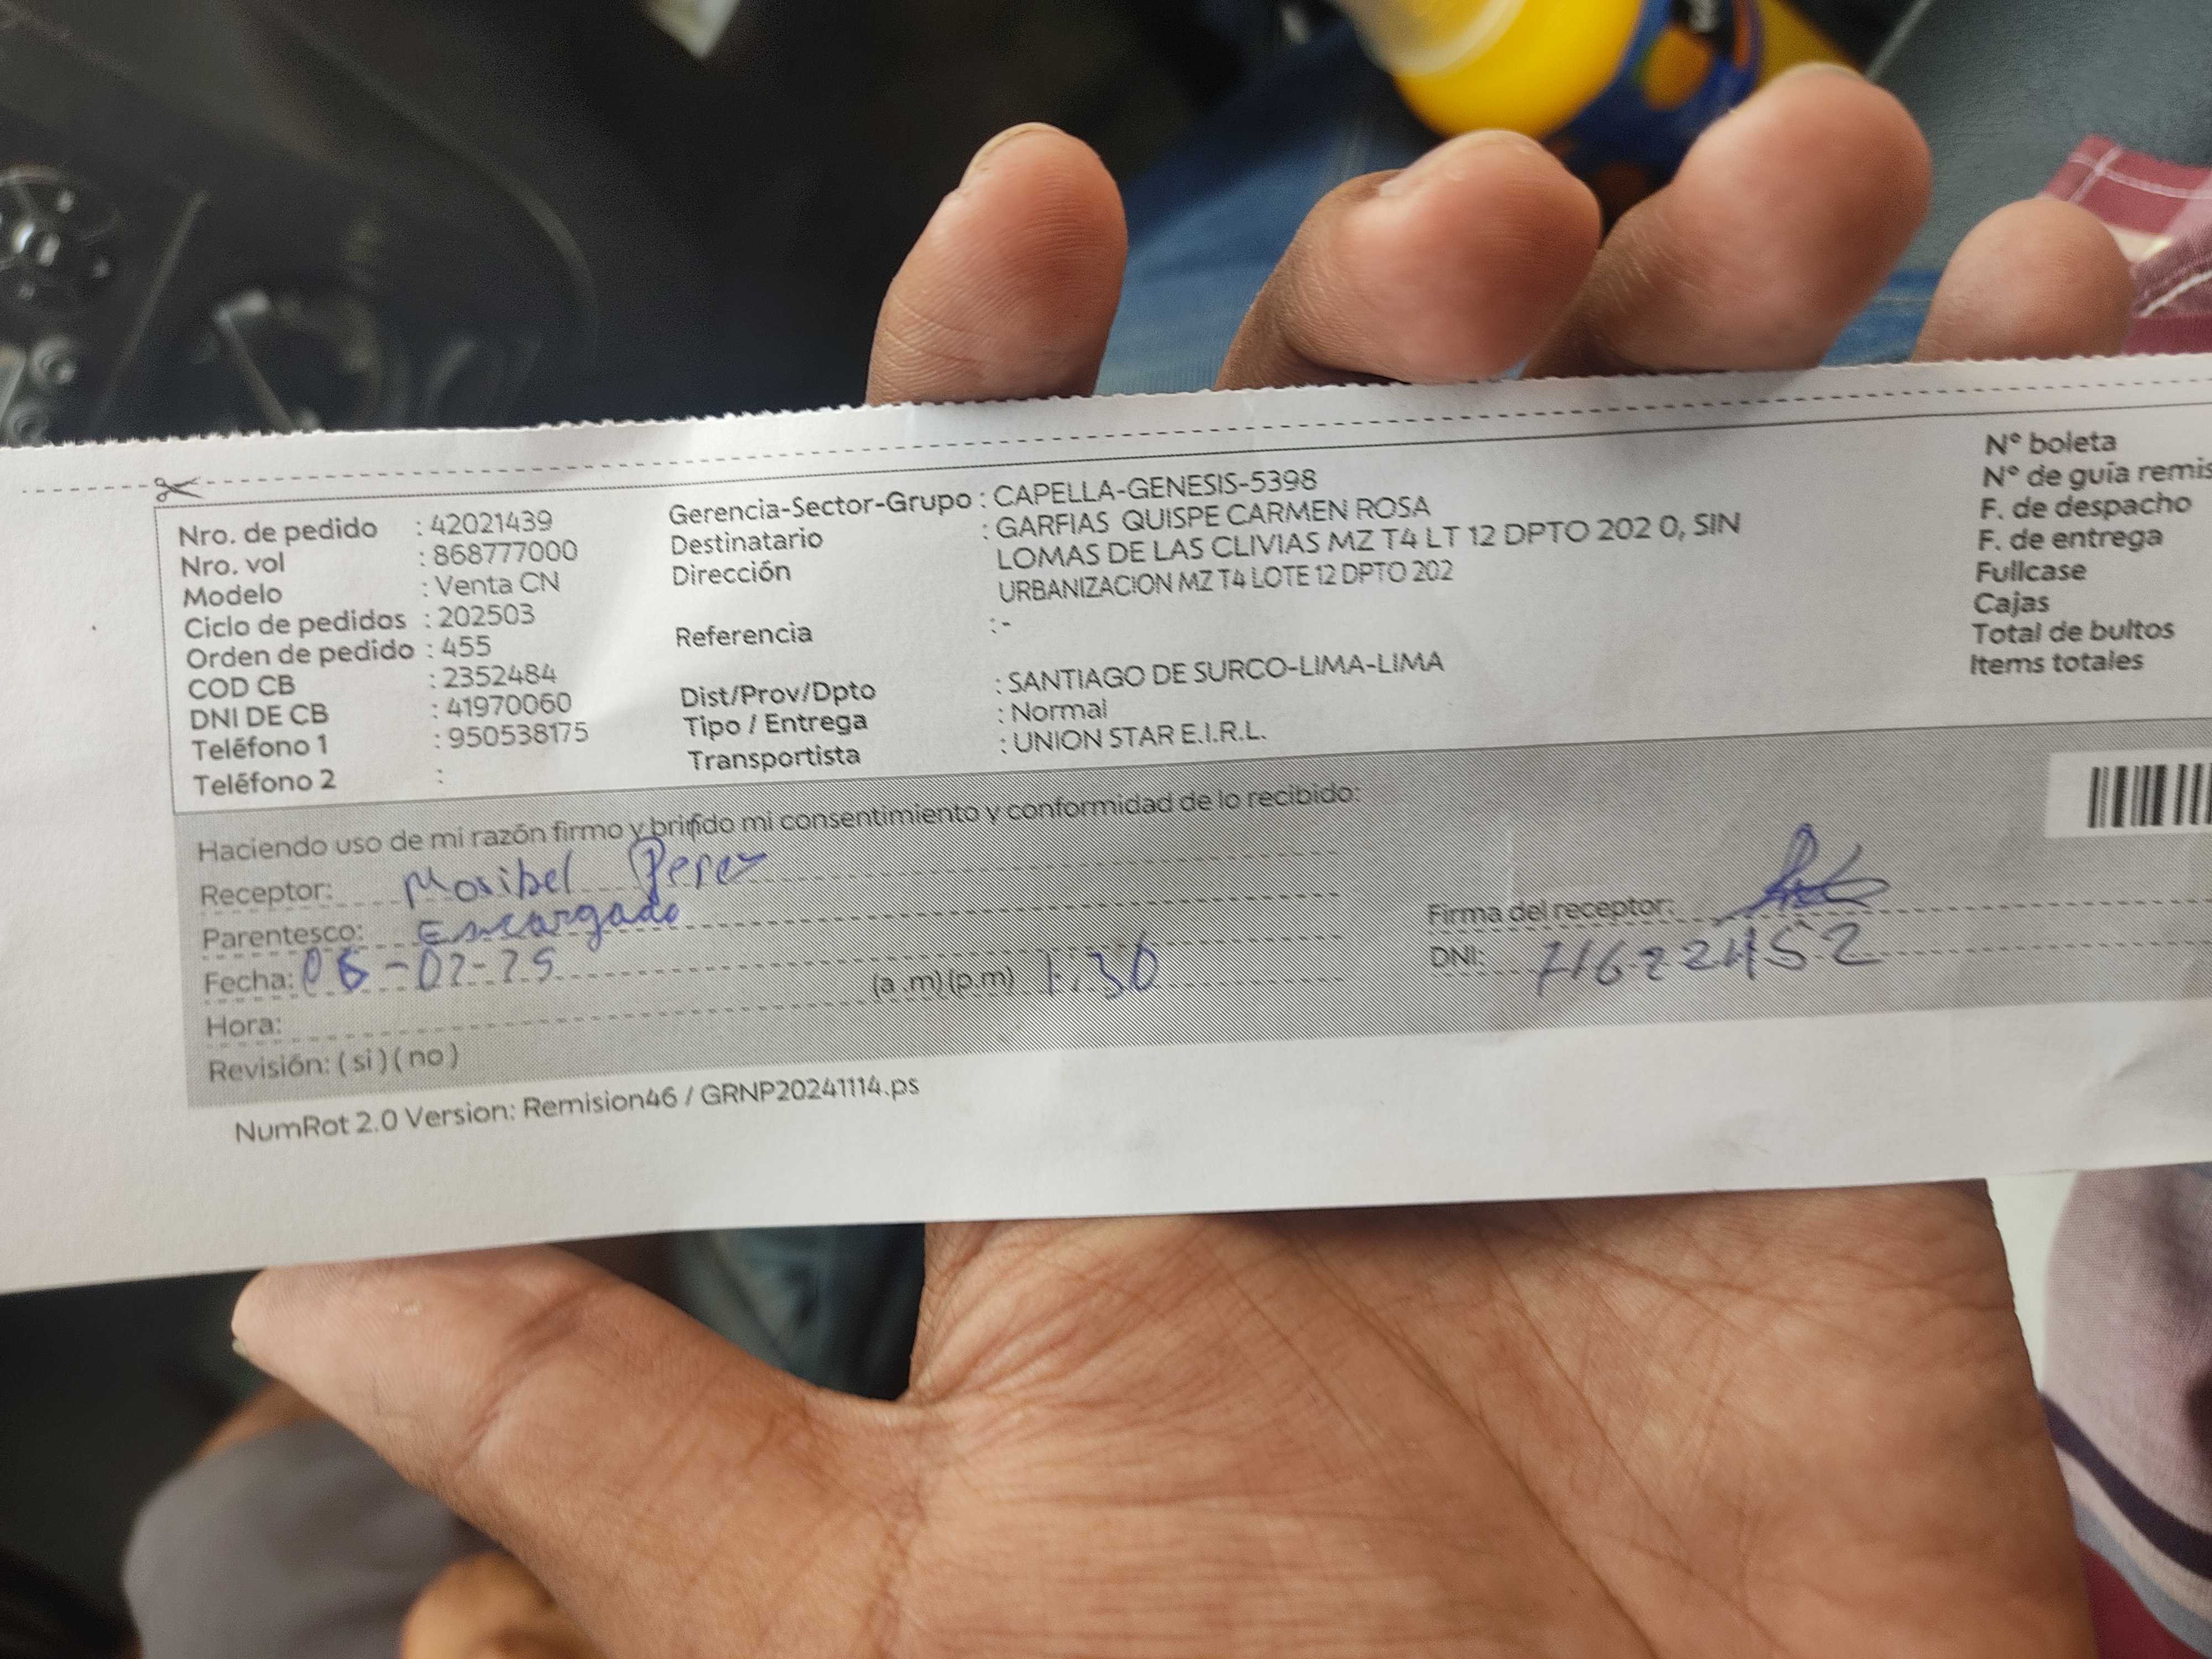 Nro. de pedido : 42021439
Nro. vol : 868777000
Modelo : Venta CN
Ciclo de pedidos : 202503
Orden de pedido : 455
COD CB : 2352484
DNI DE CB : 41970060
Teléfono 1 : 950538175
Teléfono 2 :
Gerencia-Sector-Grupo : CAPELLA-GENESIS-5398
Destinatario : GARFIAS QUISPE CARMEN ROSA
Dirección LOMAS DE LAS CLIVIAS MZ T4 LT 12 DPTO 202 0, SIN
URBANIZACION MZ T4 LOTE 12 DPTO 202
Referencia : -
Dist/Prov/Dpto : SANTIAGO DE SURCO-LIMA-LIMA
Tipo / Entrega : Normal
Transportista : UNION STAR E.I.R.L.
N° boleta
N° de guía remis
F. de despacho
F. de entrega
Fullcase
Cajas
Total de bultos
Items totales
Haciendo uso de mi razón firmo y brindo mi consentimiento y conformidad de lo recibido:
Receptor: Maribel Perez
Parentesco: Encargado
Fecha: 06-02-25
Hora: (a.m)(p.m) 1:30
Revisión: ( si ) ( no )
Firma del receptor:
DNI: 71622452
NumRot 2.0 Version: Remision46 / GRNP20241114.ps